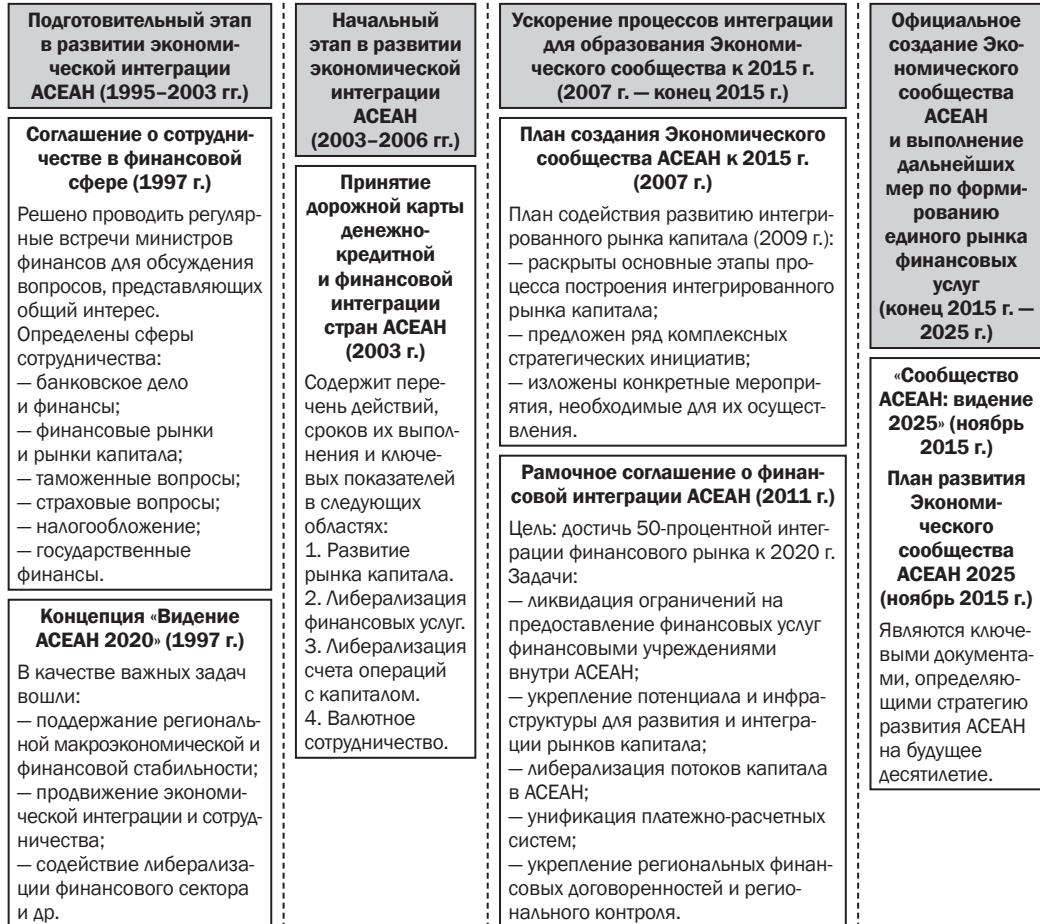 Подготовительный этап
в развитии экономи-
ческой интеграции
АСЕАН (1995–2003 гг.)
Соглашение о сотрудни-
честве в финансовой
сфере (1997 г.)
Решено проводить регуляр-
ные встречи министров
финансов для обсуждения
вопросов, представляющих
общий интерес.
Определены сферы
сотрудничества:
— банковское дело
и финансы;
— финансовые рынки
и рынки капитала;
— таможенные вопросы;
— страховые вопросы;
— налогообложение;
— государственные
финансы.
Концепция «Видение
АСЕАН 2020» (1997 г.)
В качестве важных задач
вошли:
— поддержание региональ-
ной макроэкономической и
финансовой стабильности;
— продвижение экономи-
ческой интеграции и сотруд-
ничества;
— содействие либерализа-
ции финансового сектора
и др.
Начальный
этап в развитии
экономической
интеграции
АСЕАН
(2003–2006 гг.)
Принятие
дорожной карты
денежно-
кредитной
и финансовой
интеграции
стран АСЕАН
(2003 г.)
Содержит пере-
чень действий,
сроков их выпол-
нения и ключе-
вых показателей
в следующих
областях:
1. Развитие
рынка капитала.
2. Либерализация
финансовых услуг.
3. Либерализация
счета операций
с капиталом.
4. Валютное
сотрудничество.
Ускорение процессов интеграции
для образования Экономи-
ческого сообщества к 2015 г.
(2007 г. — конец 2015 г.)
План создания Экономического
сообщества АСЕАН к 2015 г.
(2007 г.)
План содействия развитию интегри-
рованного рынка капитала (2009 г.):
— раскрыты основные этапы про-
цесса построения интегрированного
рынка капитала;
— предложен ряд комплексных
стратегических инициатив;
— изложены конкретные меропри-
ятия, необходимые для их осущест-
вления.
Рамочное соглашение о финан-
совой интеграции АСЕАН (2011 г.)
Цель: достичь 50-процентной интег-
рации финансового рынка к 2020 г.
Задачи:
— ликвидация ограничений на
предоставление финансовых услуг
финансовыми учреждениями
внутри АСЕАН;
— укрепление потенциала и инфра-
структуры для развития и интегра-
ции рынков капитала;
— либерализация потоков капитала
в АСЕАН;
— унификация платежно-расчетных
систем;
— укрепление региональных финан-
совых договоренностей и регио-
нального контроля.
Официальное
создание Эко-
номического
сообщества
АСЕАН
и выполнение
дальнейших
мер по форми-
рованию
единого рынка
финансовых
услуг
(конец 2015 г. —
2025 г.)
«Сообщество
АСЕАН: видение
2025» (ноябрь
2015 г.)
План развития
Экономи-
ческого
сообщества
АСЕАН 2025
(ноябрь 2015 г.)
Являются ключе-
выми документа-
ми, определяю-
щими стратегию
развития АСЕАН
на будущее
десятилетие.